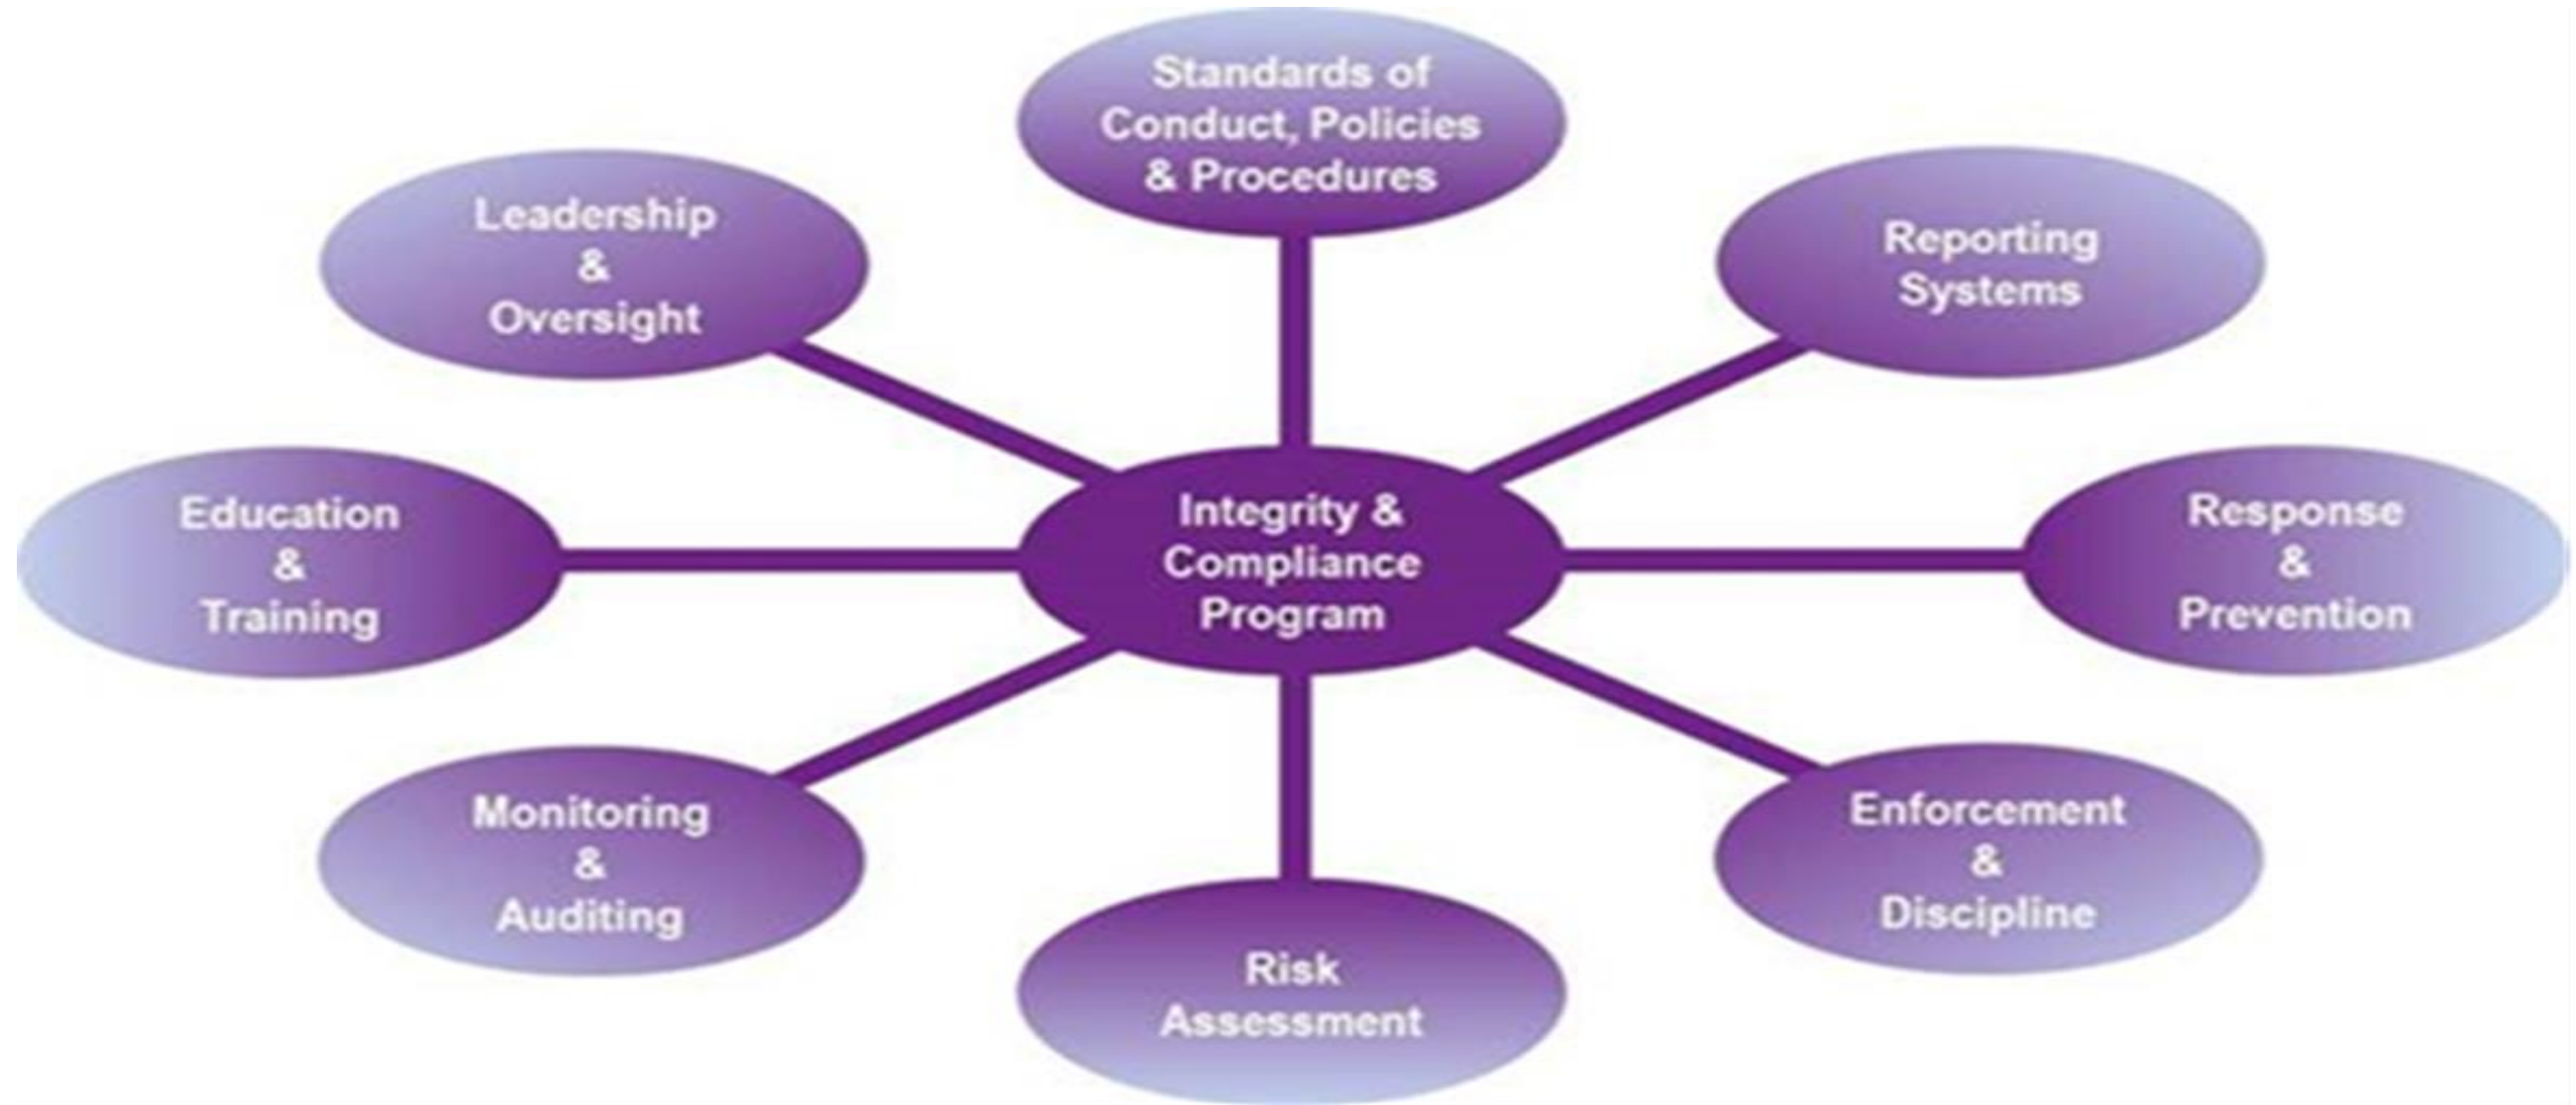 Standards of
Conduct, Policies
& Procedures
Leadership
&
Oversight
Reporting
Systems
Education
&
Training
Integrity &
Compliance
Program
Response
&
Prevention
Monitoring
&
Auditing
Enforcement
&
Discipline
Risk
Assessment